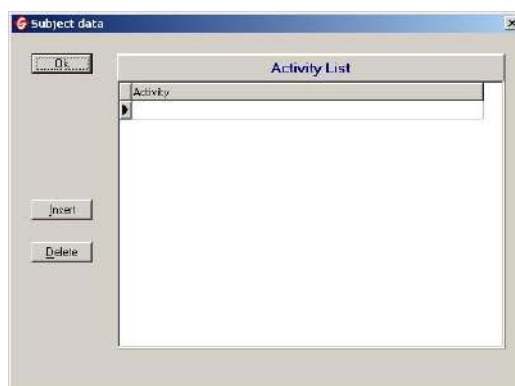 Subject data
Ok
Activity List
Activity
Insert
Delete